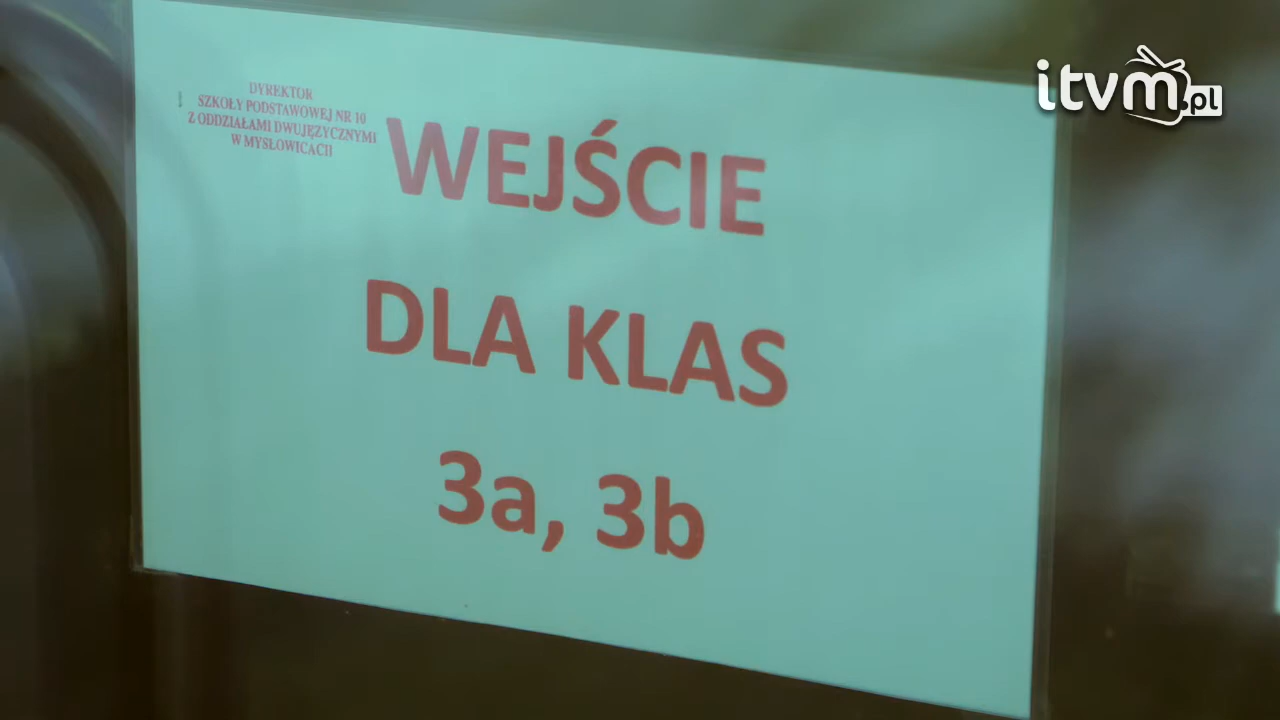 itvm.pl
DYREKTOR
SZKOŁY PODSTAWOWEJ NR 10
Z ODDZIAŁAMI DWUJĘZYCZNYMI
W MYSŁOWICACH
WEJŚCIE
DLA KLAS
3a, 3b